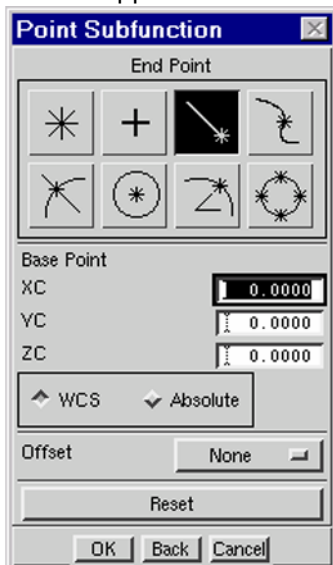 Point Subfunction
End Point
Base Point
XC 0.0000
YC 0.0000
ZC 0.0000
WCS Absolute
Offset None
Reset
OK Back Cancel